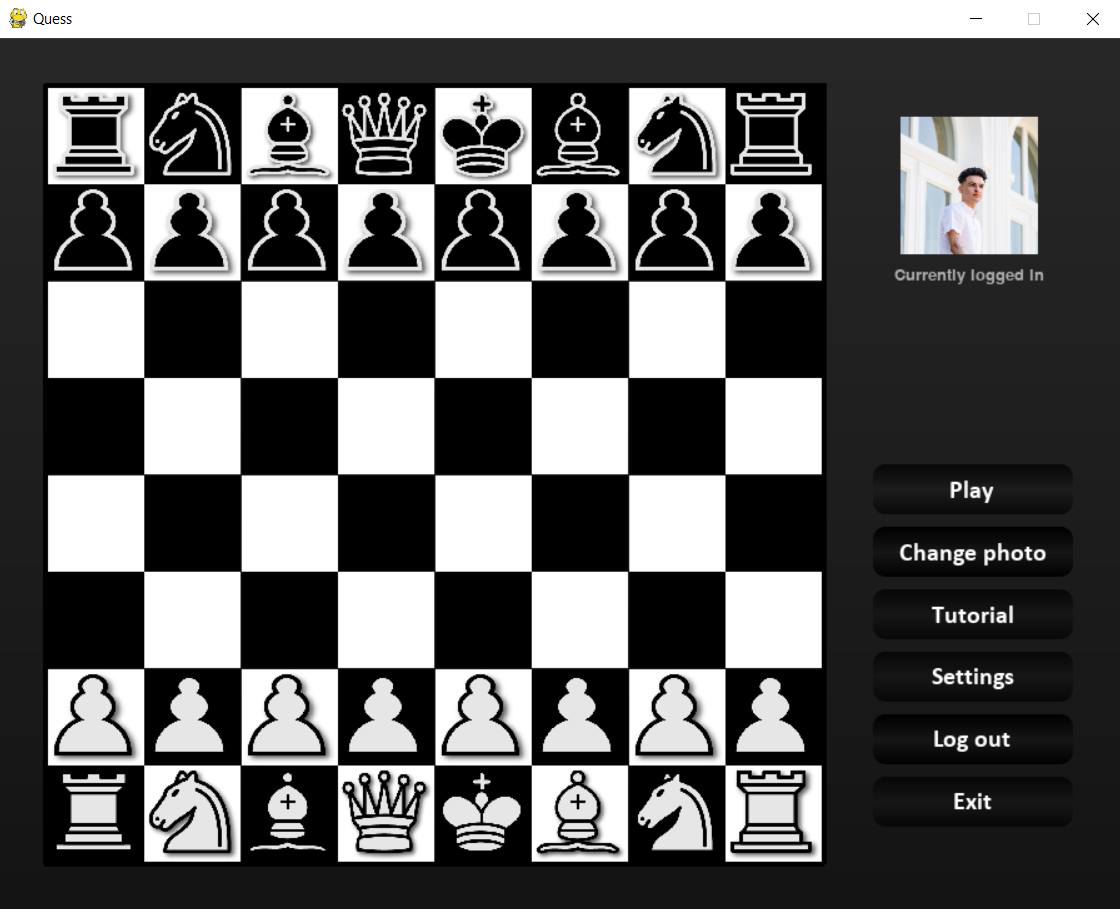 Quess
Currently logged In
Play
Change photo
Tutorial
Settings
Log out
Exit